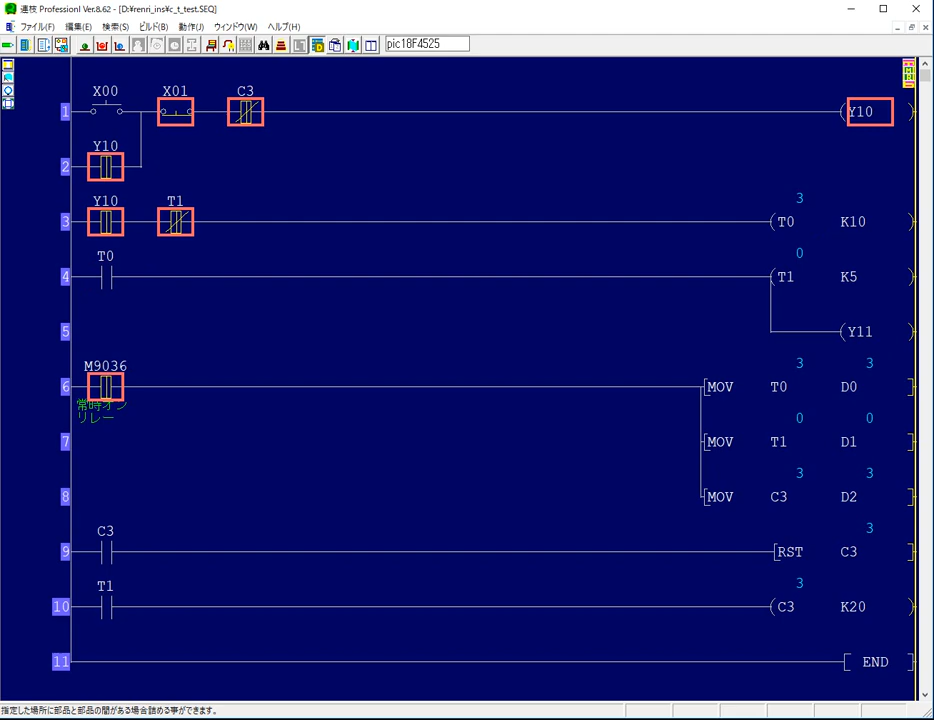 連枝 Professionl Ver.8.62 - [D:¥renri_ins¥c_t_test.SEQ]
ファイル(F) 編集(E) 検索(S) ビルド(B) 動作(J) ウィンドウ(W) ヘルプ(H)
pic18F4525
X00 X01 C3
1 Y10
Y10
2
Y10 T1 3
3 T0 K10
T0 0
4 T1 K5
5 Y11
M9036 3 3
6 MOV T0 D0
常時オン
リレー
0 0
7 MOV T1 D1
3 3
8 MOV C3 D2
C3 3
9 RST C3
T1 3
10 C3 K20
11 END
指定した場所に部品と部品の間がある場合詰める事ができます。